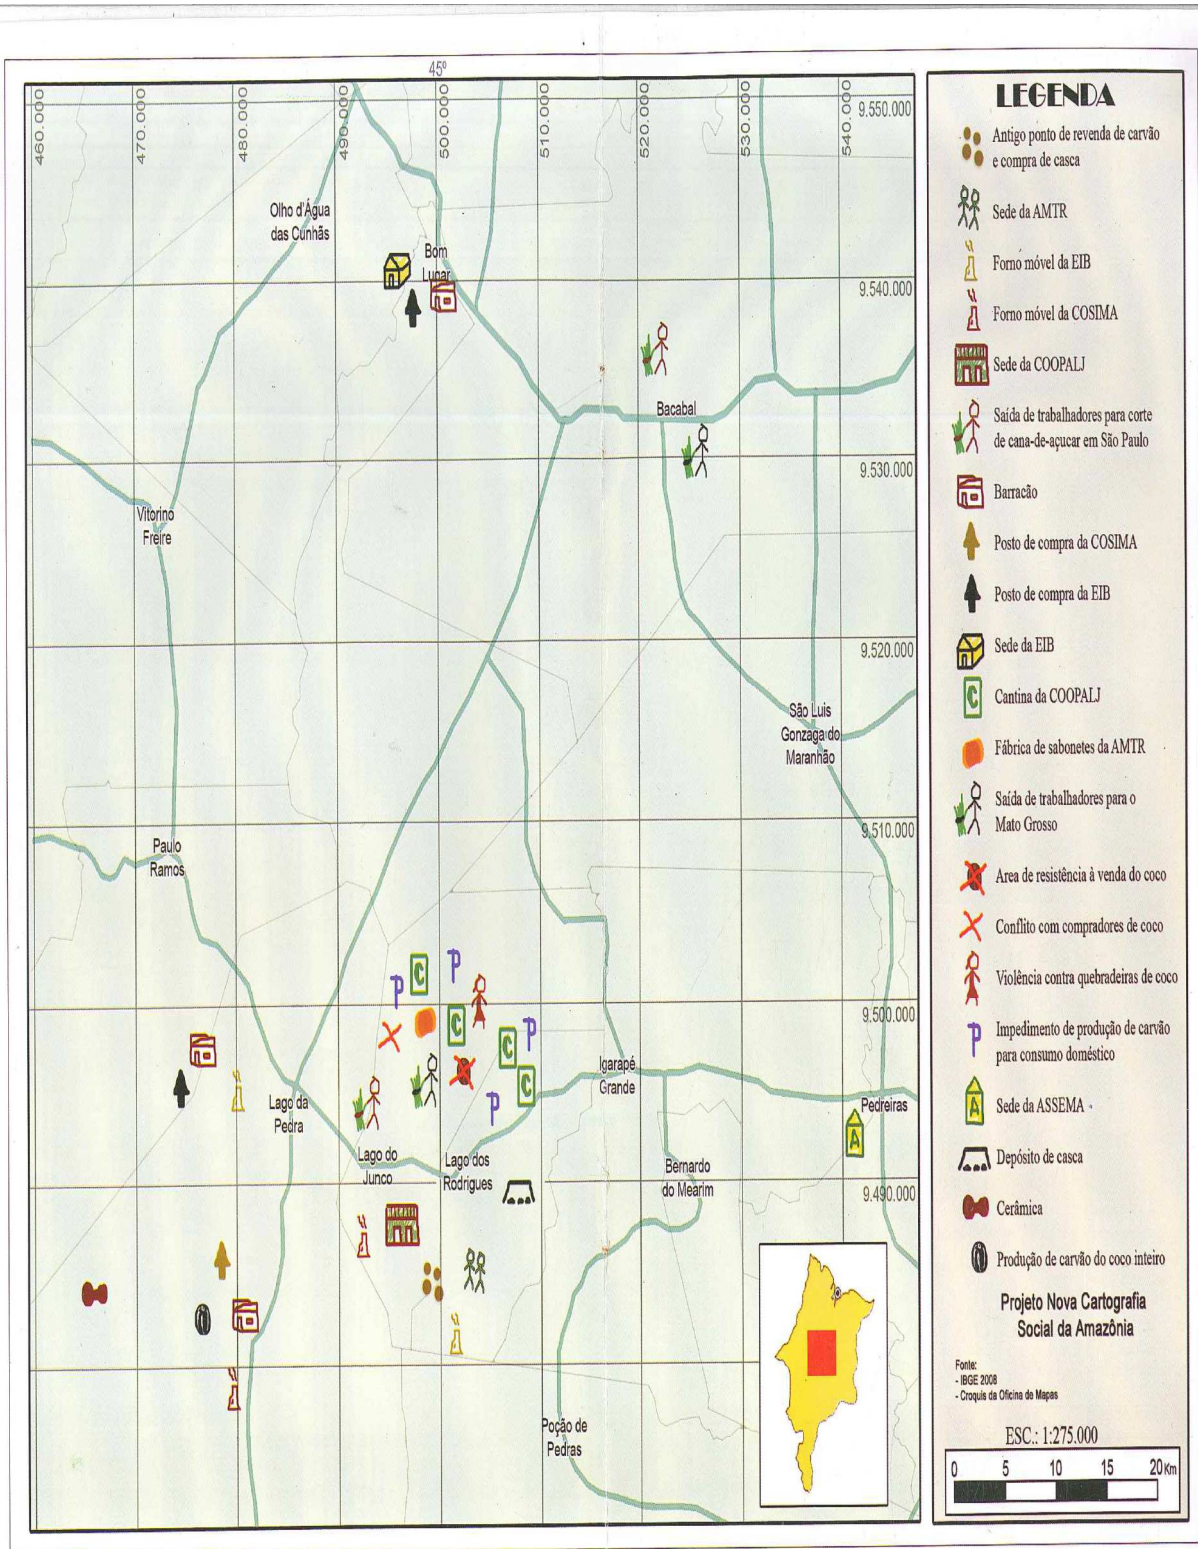 45º
460.000
470.000
480.000
490.000
500.000
510.000
520.000
530.000
540.000
9.550.000
9.540.000
9.530.000
9.520.000
9.510.000
9.500.000
9.490.000
Olho d'Água
das Cunhãs
Bom
Lugar
Bacabal
Vitorino
Freire
São Luis
Gonzaga do
Maranhão
Paulo
Ramos
C
P
P
C
P
C
C
P
Igarapé
Grande
Lago da
Pedra
Pedreiras
A
Lago do
Junco
Lago dos
Rodrigues
Bernardo
do Mearim
Poção de
Pedras
LEGENDA
Antigo ponto de revenda de carvão
e compra de casca
Sede da AMTR
Forno móvel da EIB
Forno móvel da COSIMA
Sede da COOPALJ
Saída de trabalhadores para corte
de cana-de-açucar em São Paulo
Barracão
Posto de compra da COSIMA
Posto de compra da EIB
Sede da EIB
C
Cantina da COOPALJ
Fábrica de sabonetes da AMTR
Saída de trabalhadores para o
Mato Grosso
Area de resistência à venda do coco
Conflito com compradores de coco
Violência contra quebradeiras de coco
P
Impedimento de produção de carvão
para consumo doméstico
A
Sede da ASSEMA
Depósito de casca
Cerâmica
Produção de carvão do coco inteiro
Projeto Nova Cartografia
Social da Amazônia
Fonte:
- IBGE 2008
- Croquis da Oficina de Mapas
ESC.: 1:275.000
0 5 10 15 20 Km